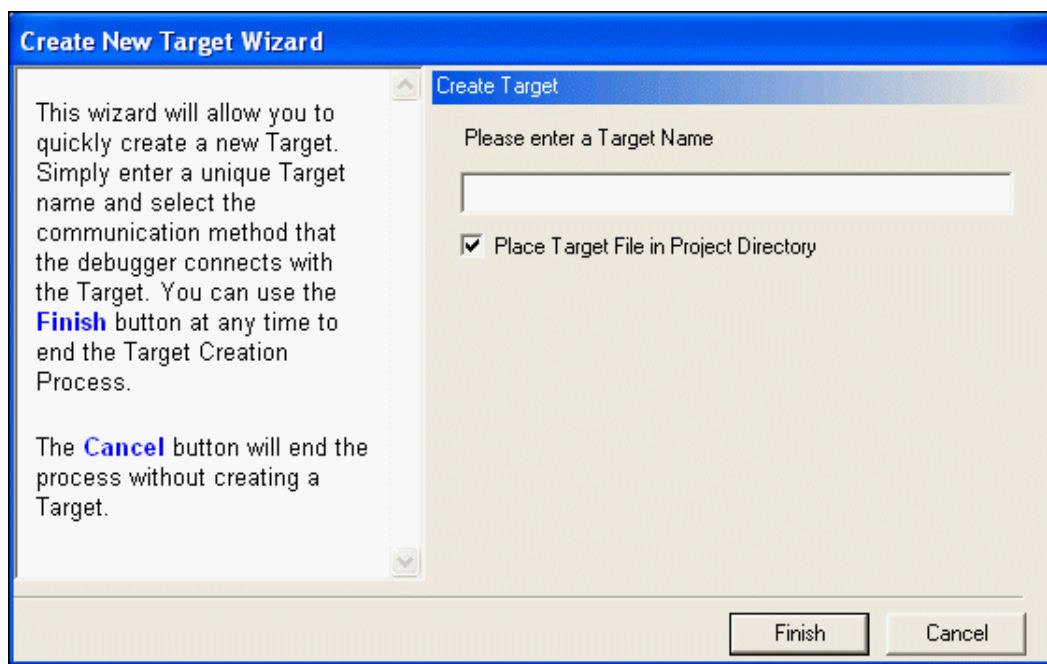 Create New Target Wizard
This wizard will allow you to
quickly create a new Target.
Simply enter a unique Target
name and select the
communication method that
the debugger connects with
the Target. You can use the
Finish button at any time to
end the Target Creation
Process.
The Cancel button will end the
process without creating a
Target.
Create Target
Please enter a Target Name
Place Target File in Project Directory
Finish
Cancel